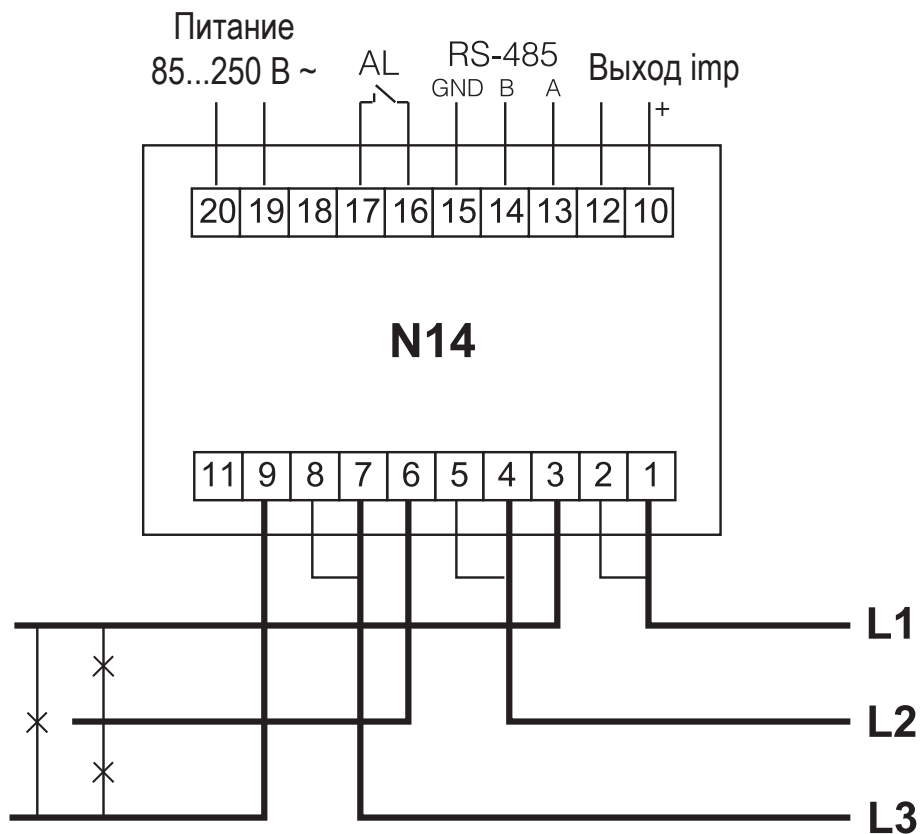 Питание
85...250 В ~
AL
RS-485
GND B A
Выход imp
+
20 19 18 17 16 15 14 13 12 10
N14
11 9 8 7 6 5 4 3 2 1
L1
L2
L3